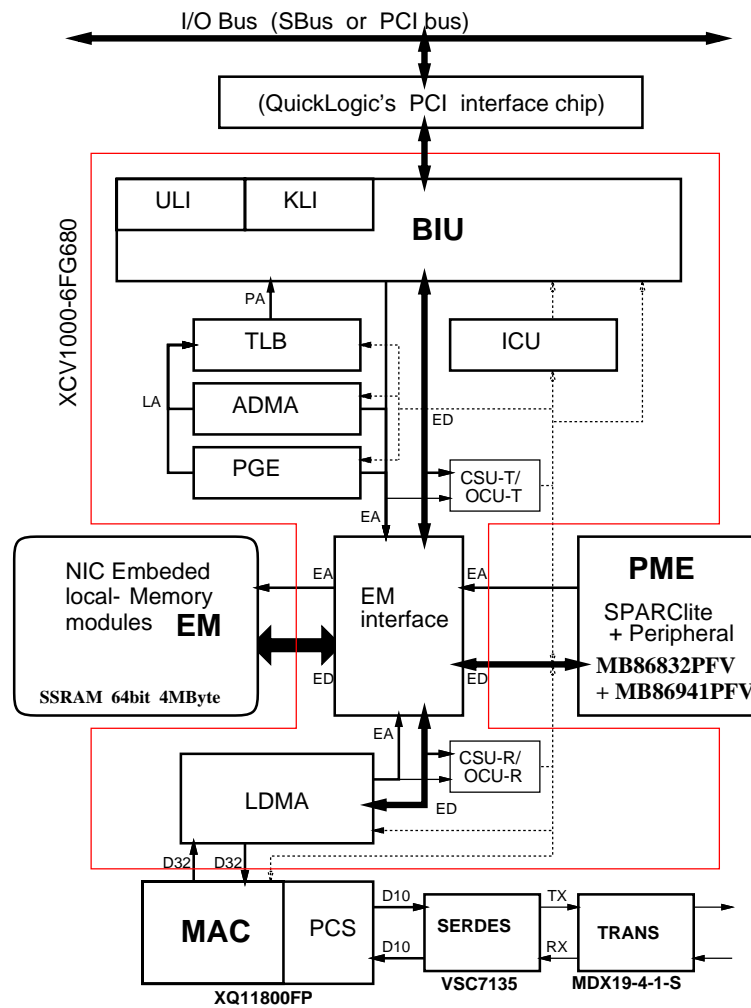 I/O Bus (SBus or PCI bus)
(QuickLogic's PCI interface chip)
ULI
KLI
BIU
XCV1000-6FG680
PA
TLB
ICU
LA
ADMA
ED
PGE
CSU-T/
OCU-T
EA
NIC Embeded
local- Memory
modules EM
SSRAM 64bit 4MByte
EA
ED
EM
interface
EA
ED
PME
SPARClite
+ Peripheral
MB86832PFV
+ MB86941PFV
EA
CSU-R/
OCU-R
LDMA
ED
D32
D32
MAC
PCS
D10
D10
SERDES
TX
RX
TRANS
XQ11800FP
VSC7135
MDX19-4-1-S